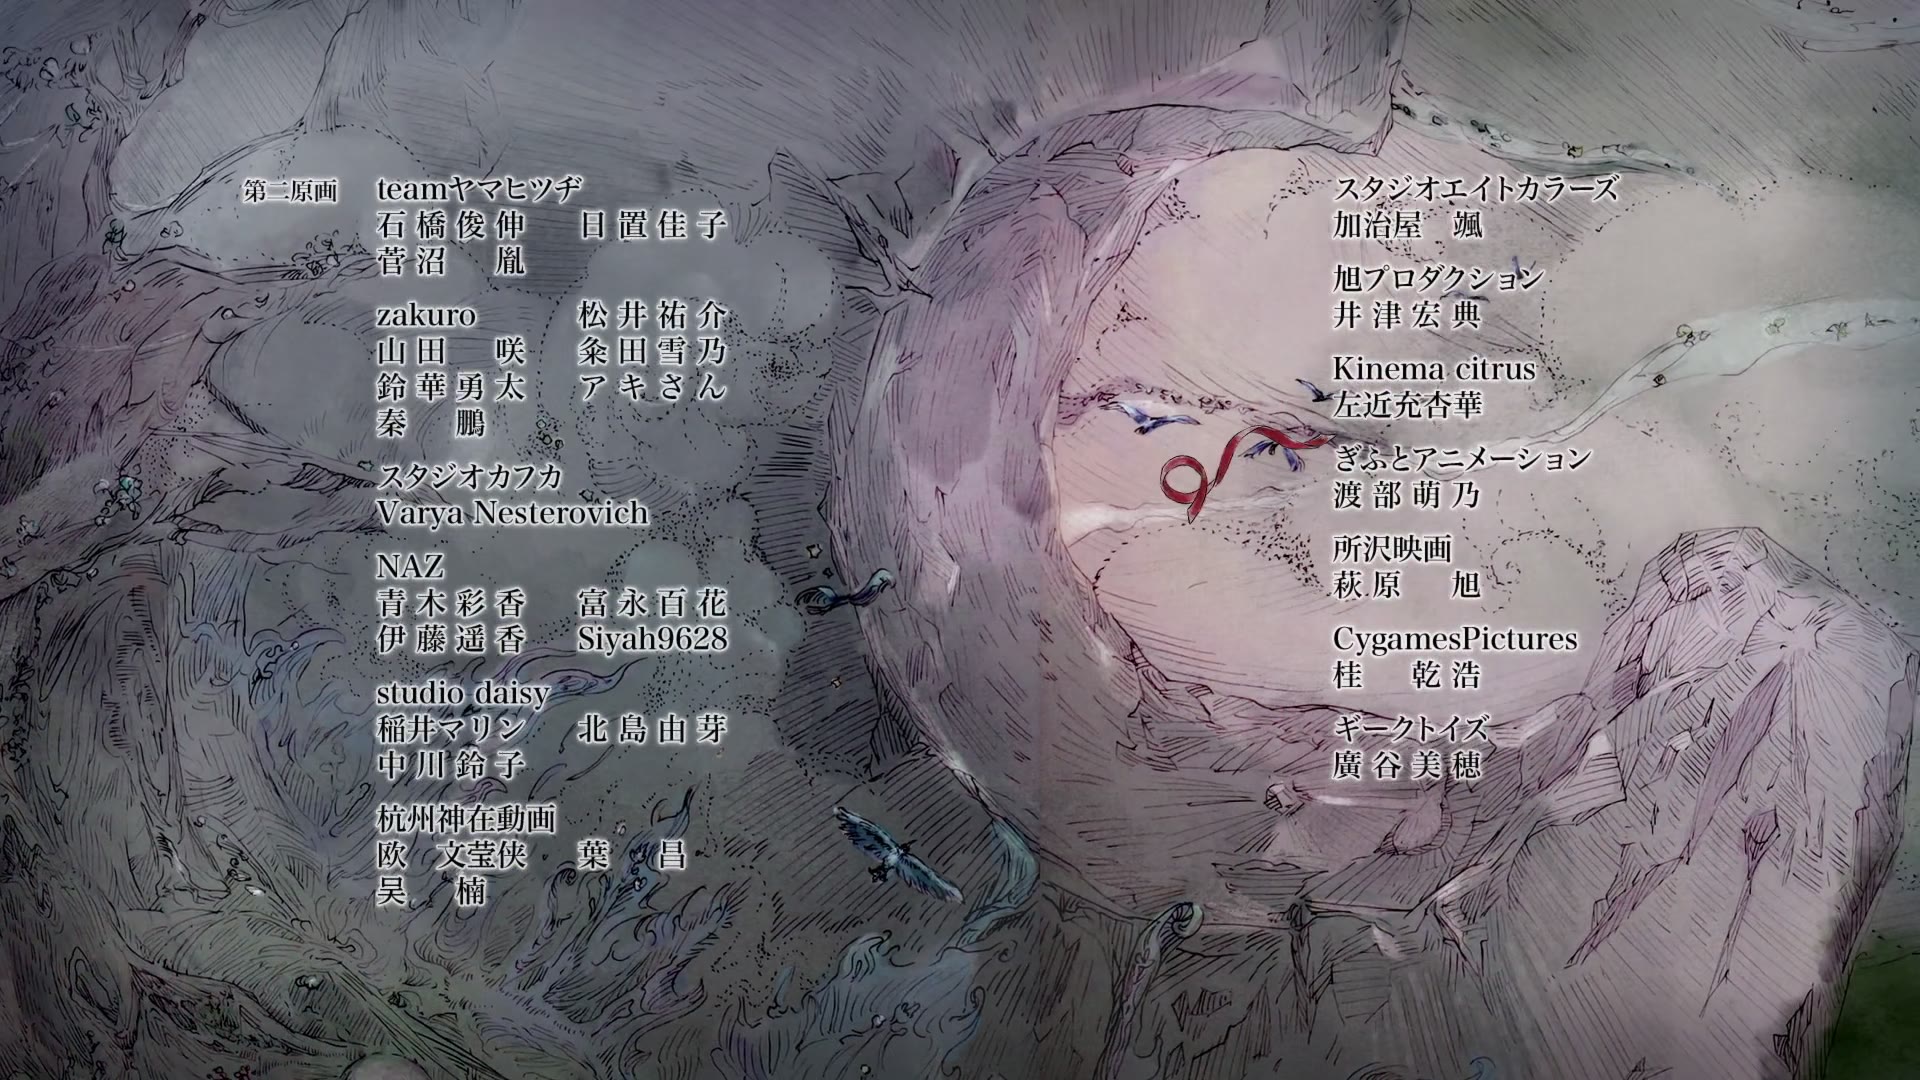 第二原画 teamヤマヒツヂ
石橋俊伸 日置佳子
菅沼 胤
zakuro 松井祐介
山田 咲 粂田雪乃
鈴華勇太 アキさん
秦 鵬
スタジオカフカ
Varya Nesterovich
NAZ
青木彩香 富永百花
伊藤遥香 Siyah9628
studio daisy
稲井マリン 北島由芽
中川鈴子
杭州神在動画
欧 文莹侠 葉 昌
吴 楠
スタジオエイトカラーズ
加治屋 颯
旭プロダクション
井津宏典
Kinema citrus
左近充杏華
ぎふとアニメーション
渡部萌乃
所沢映画
萩原 旭
CygamesPictures
桂 乾浩
ギークトイズ
廣谷美穂